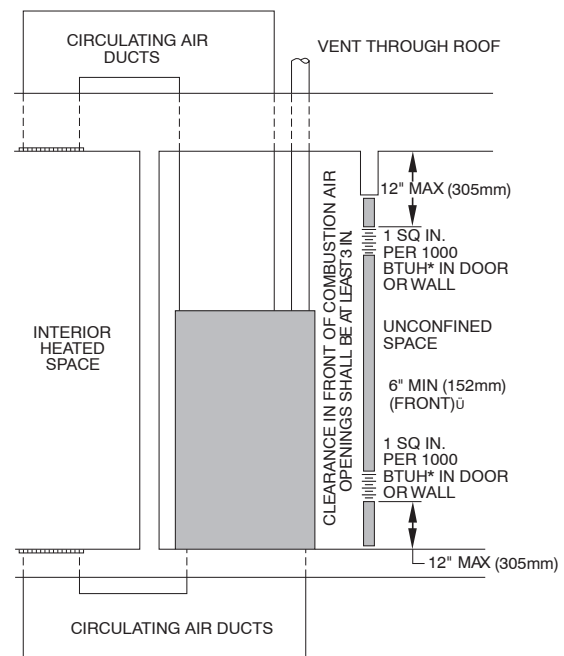 CIRCULATING AIR
DUCTS
VENT THROUGH ROOF
12" MAX (305mm)
1 SQ IN.
PER 1000
BTUH* IN DOOR
OR WALL
CLEARANCE IN FRONT OF COMBUSTION AIR
OPENINGS SHALL BE AT LEAST 3 IN.
INTERIOR
HEATED
SPACE
UNCONFINED
SPACE
6" MIN (152mm)
(FRONT)Ü
1 SQ IN.
PER 1000
BTUH* IN DOOR
OR WALL
12" MAX (305mm)
CIRCULATING AIR DUCTS